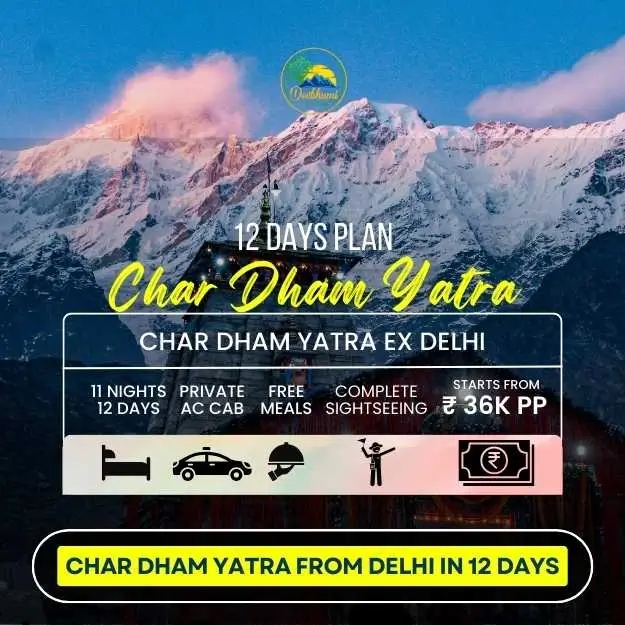 Devbhumi
12 DAYS PLAN
Char Dham Yatra
CHAR DHAM YATRA EX DELHI
11 NIGHTS
12 DAYS
PRIVATE
AC CAB
FREE
MEALS
COMPLETE
SIGHTSEEING
STARTS FROM
₹ 36K PP
₹
CHAR DHAM YATRA FROM DELHI IN 12 DAYS